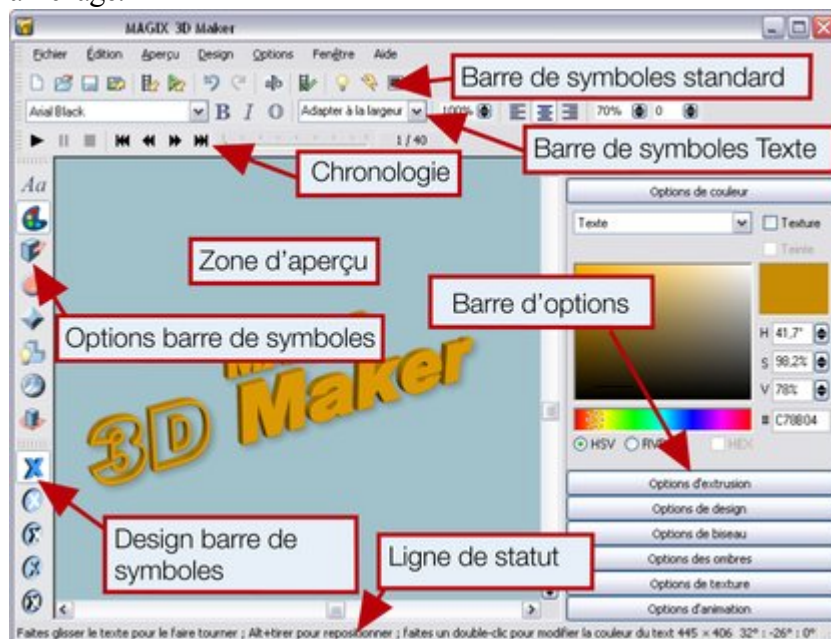 MAGIX 3D Maker
Fichier Édition Aperçu Design Options Fenêtre Aide
Barre de symboles standard
Arial Black B I O Adapter à la largeur 100% 70% 0
Barre de symboles Texte
1 / 40
Chronologie
Aa
Options de couleur
Texte Texture
Teinte
Zone d'aperçu
Barre d'options
Options barre de symboles
H 41,7°
S 98,2%
V 78%
# C78B04
HSV HEX
3D Maker
Options d'extrusion
Options de design
Design barre de symboles
Options de biseau
Ligne de statut
Options des ombres
Options de texture
Options d'animation
Faites glisser le texte pour le faire tourner ; Alt+tirer pour repositionner ; faites un double-clic pour modifier la couleur du text 445 × 406 32° : -26° : 0°